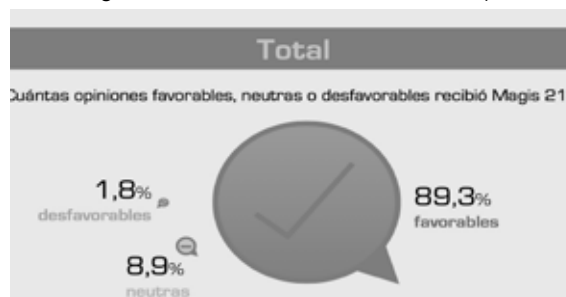 Total
Cuántas opiniones favorables, neutras o desfavorables recibió Magis 21
1,8%
desfavorables
89,3%
favorables
8,9%
neutras